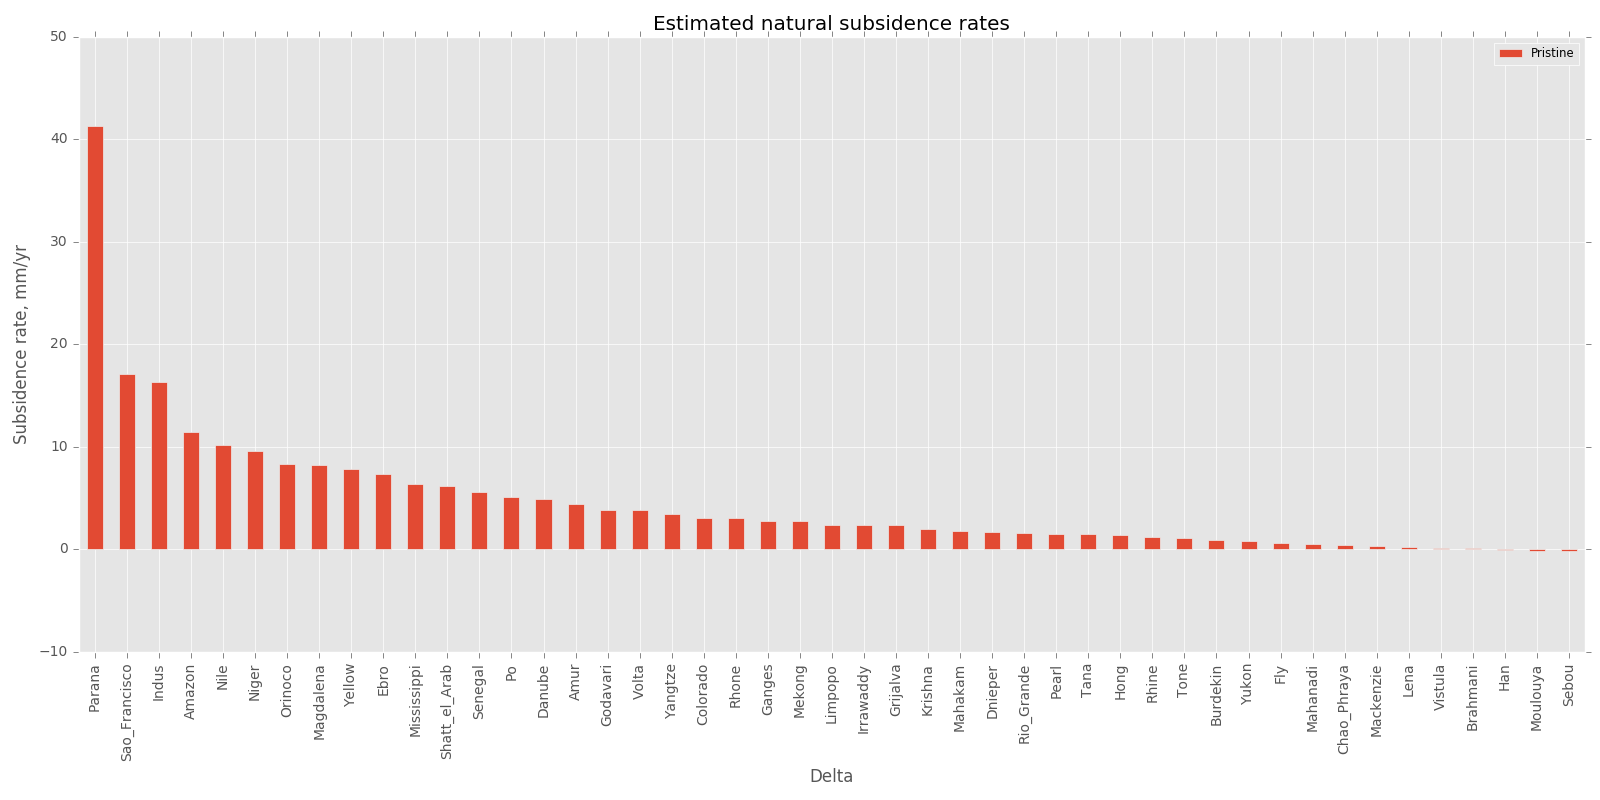 Estimated natural subsidence rates
Pristine
50
40
30
20
10
0
−10
Subsidence rate, mm/yr
Parana
Sao_Francisco
Indus
Amazon
Nile
Niger
Orinoco
Magdalena
Yellow
Ebro
Mississippi
Shatt_el_Arab
Senegal
Po
Danube
Amur
Godavari
Volta
Yangtze
Colorado
Rhone
Ganges
Mekong
Limpopo
Irrawaddy
Grijalva
Krishna
Mahakam
Dnieper
Rio_Grande
Pearl
Tana
Hong
Rhine
Tone
Burdekin
Yukon
Fly
Mahanadi
Chao_Phraya
Mackenzie
Lena
Vistula
Brahmani
Han
Moulouya
Sebou
Delta